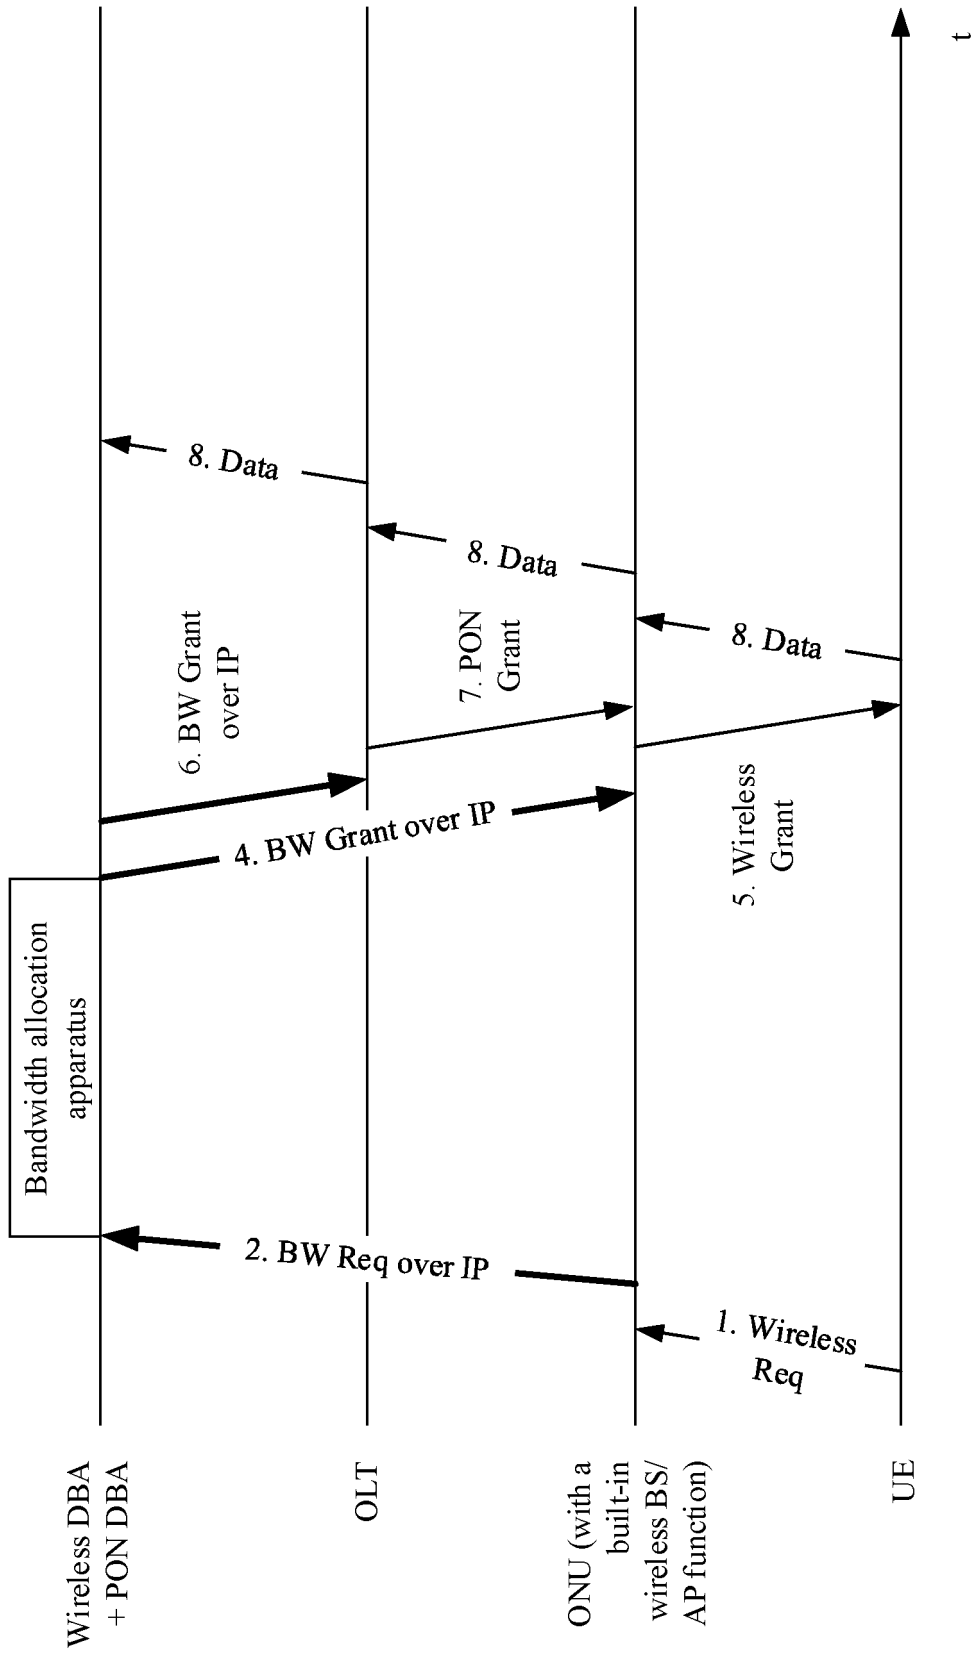 Wireless DBA
+ PON DBA
OLT
ONU (with a
built-in
wireless BS/
AP function)
UE
Bandwidth allocation
apparatus
1. Wireless
Req
2. BW Req over IP
4. BW Grant over IP
5. Wireless
Grant
6. BW Grant
over IP
7. PON
Grant
8. Data
8. Data
8. Data
t